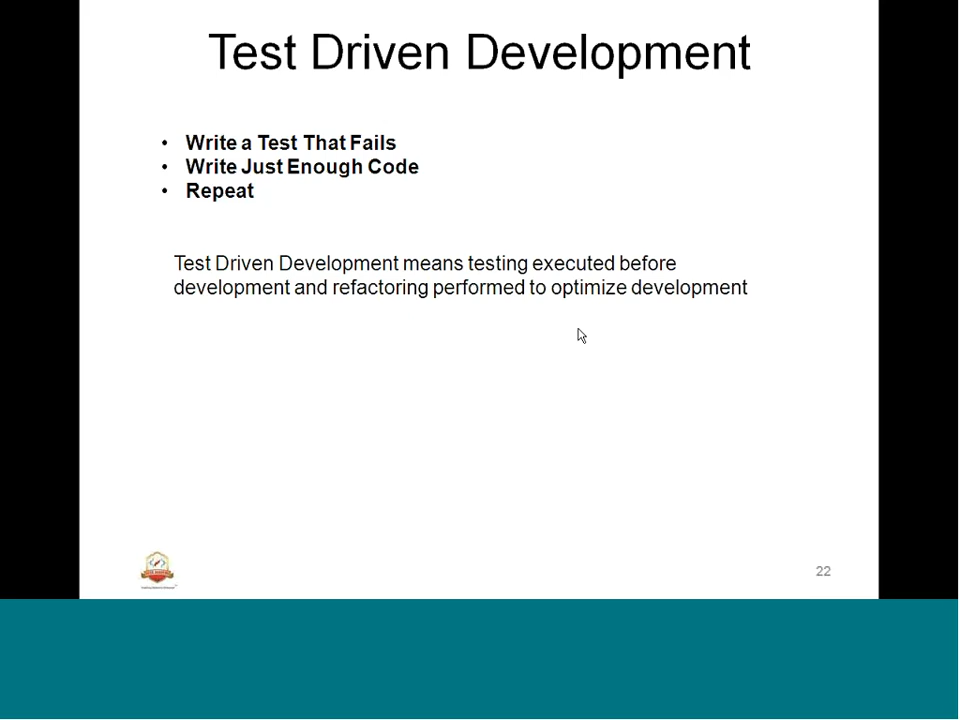 Test Driven Development
• Write a Test That Fails
• Write Just Enough Code
• Repeat
Test Driven Development means testing executed before
development and refactoring performed to optimize development
22